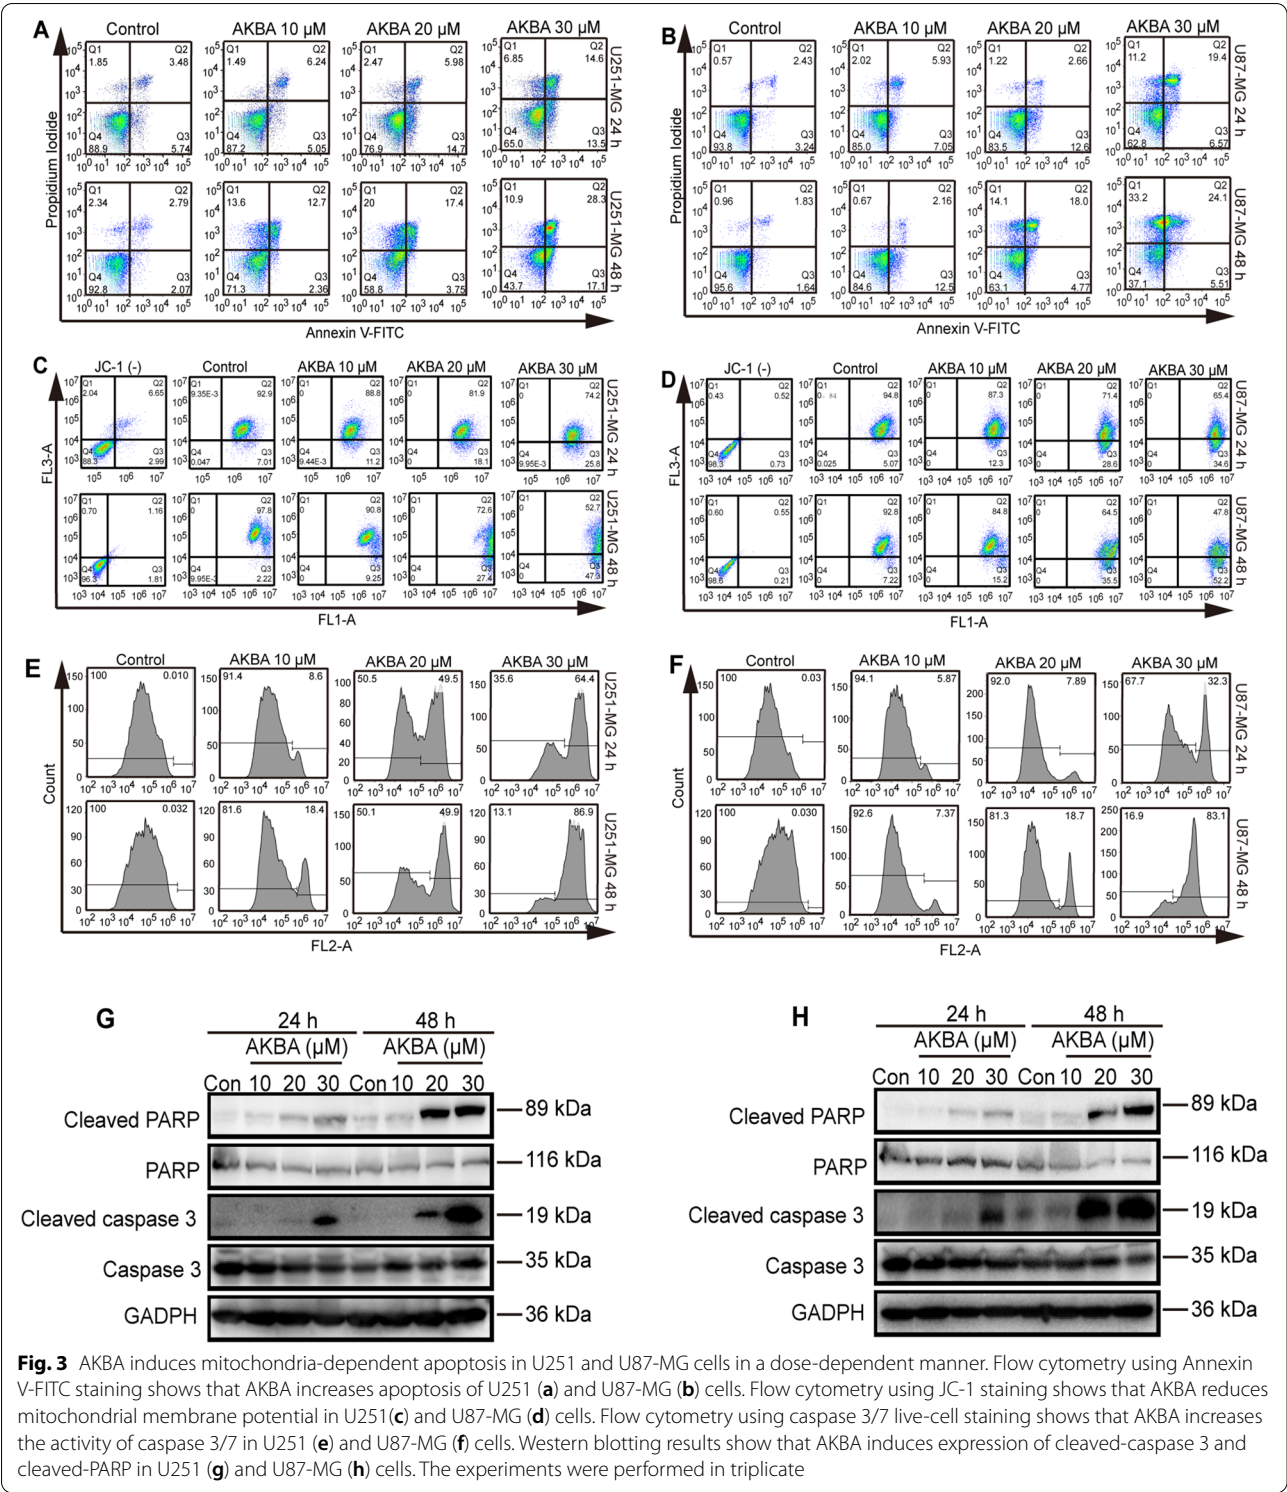 A
Control AKBA 10 µM AKBA 20 µM AKBA 30 µM
Propidium Iodide
Q1 Q2 Q1 Q2 Q1 Q2 Q1 Q2
1.85 3.48 1.49 6.24 2.47 5.98 6.85 14.6
Q4 Q3 Q4 Q3 Q4 Q3 Q4 Q3
88.9 5.74 87.2 5.05 76.9 14.7 65.0 13.5
U251-MG 24 h
Q1 Q2 Q1 Q2 Q1 Q2 Q1 Q2
2.34 2.79 13.6 12.7 20 17.4 10.9 28.3
Q4 Q3 Q4 Q3 Q4 Q3 Q4 Q3
92.8 2.07 71.3 2.36 58.8 3.75 43.7 17.1
U251-MG 48 h
Annexin V-FITC
B
Control AKBA 10 µM AKBA 20 µM AKBA 30 µM
Propidium Iodide
Q1 Q2 Q1 Q2 Q1 Q2 Q1 Q2
0.57 2.43 2.02 5.93 1.22 2.66 11.2 19.4
Q4 Q3 Q4 Q3 Q4 Q3 Q4 Q3
93.8 3.24 85.0 7.05 83.5 12.6 62.8 6.57
U87-MG 24 h
Q1 Q2 Q1 Q2 Q1 Q2 Q1 Q2
0.96 1.83 0.67 2.16 14.1 18.0 33.2 24.1
Q4 Q3 Q4 Q3 Q4 Q3 Q4 Q3
95.6 1.64 84.6 12.5 63.1 4.77 37.1 5.51
U87-MG 48 h
Annexin V-FITC
C
JC-1 (-) Control AKBA 10 µM AKBA 20 µM AKBA 30 µM
FL3-A
Q1 Q2 Q1 Q2 Q1 Q2 Q1 Q2 Q1 Q2
2.04 6.65 9.35E-3 92.9 0 88.8 0 81.9 0 74.2
Q4 Q3 Q4 Q3 Q4 Q3 Q4 Q3 Q4 Q3
88.3 2.99 0.047 7.01 9.44E-3 11.2 0 18.1 9.95E-3 25.8
U251-MG 24 h
Q1 Q2 Q1 Q2 Q1 Q2 Q1 Q2 Q1 Q2
0.70 1.16 0 97.8 0 90.8 0 72.6 0 52.7
Q4 Q3 Q4 Q3 Q4 Q3 Q4 Q3 Q4 Q3
96.3 1.81 9.95E-3 2.22 0 9.25 0 27.4 0 47.3
U251-MG 48 h
FL1-A
D
JC-1 (-) Control AKBA 10 µM AKBA 20 µM AKBA 30 µM
FL3-A
Q1 Q2 Q1 Q2 Q1 Q2 Q1 Q2 Q1 Q2
0.43 0.52 0 94.8 0 87.3 0 71.4 0 65.4
Q4 Q3 Q4 Q3 Q4 Q3 Q4 Q3 Q4 Q3
98.3 0.73 0.025 5.07 0 12.3 0 28.6 0 34.6
U87-MG 24 h
Q1 Q2 Q1 Q2 Q1 Q2 Q1 Q2 Q1 Q2
0.60 0.55 0 92.8 0 84.8 0 64.5 0 47.8
Q4 Q3 Q4 Q3 Q4 Q3 Q4 Q3 Q4 Q3
98.6 0.21 0 7.22 0 15.2 0 35.5 0 52.2
U87-MG 48 h
FL1-A
E
Control AKBA 10 µM AKBA 20 µM AKBA 30 µM
Count
100 0.010 91.4 8.6 50.5 49.5 35.6 64.4
U251-MG 24 h
100 0.032 81.6 18.4 50.1 49.9 13.1 86.9
U251-MG 48 h
FL2-A
F
Control AKBA 10 µM AKBA 20 µM AKBA 30 µM
Count
100 0.03 94.1 5.87 92.0 7.89 67.7 32.3
U87-MG 24 h
100 0.030 92.6 7.37 81.3 18.7 16.9 83.1
U87-MG 48 h
FL2-A
G
24 h 48 h
AKBA (µM) AKBA (µM)
Con 10 20 30 Con 10 20 30
Cleaved PARP 89 kDa
PARP 116 kDa
Cleaved caspase 3 19 kDa
Caspase 3 35 kDa
GADPH 36 kDa
H
24 h 48 h
AKBA (µM) AKBA (µM)
Con 10 20 30 Con 10 20 30
Cleaved PARP 89 kDa
PARP 116 kDa
Cleaved caspase 3 19 kDa
Caspase 3 35 kDa
GADPH 36 kDa
Fig. 3 AKBA induces mitochondria-dependent apoptosis in U251 and U87-MG cells in a dose-dependent manner. Flow cytometry using Annexin
V-FITC staining shows that AKBA increases apoptosis of U251 (a) and U87-MG (b) cells. Flow cytometry using JC-1 staining shows that AKBA reduces
mitochondrial membrane potential in U251(c) and U87-MG (d) cells. Flow cytometry using caspase 3/7 live-cell staining shows that AKBA increases
the activity of caspase 3/7 in U251 (e) and U87-MG (f) cells. Western blotting results show that AKBA induces expression of cleaved-caspase 3 and
cleaved-PARP in U251 (g) and U87-MG (h) cells. The experiments were performed in triplicate